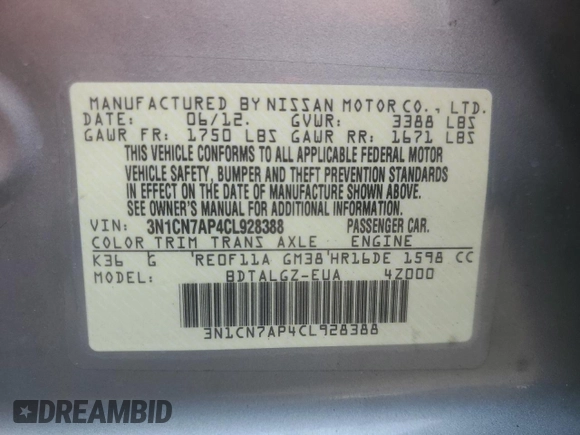 MANUFACTURED BY NISSAN MOTOR CO., LTD.
DATE: 06/12. GVWR: 3388 LBS
GAWR FR: 1750 LBS GAWR RR: 1671 LBS
THIS VEHICLE CONFORMS TO ALL APPLICABLE FEDERAL MOTOR
VEHICLE SAFETY, BUMPER AND THEFT PREVENTION STANDARDS
IN EFFECT ON THE DATE OF MANUFACTURE SHOWN ABOVE.
SEE OWNER'S MANUAL FOR ADDITIONAL INFORMATION.
VIN: 3N1CN7AP4CL928388 PASSENGER CAR.
COLOR TRIM TRANS AXLE ENGINE
K36 G 'RE0F11A GM38'HR16DE 1598 CC
MODEL: BDTALGZ-EUA 4Z000
3N1CN7AP4CL928388
DREAMBID